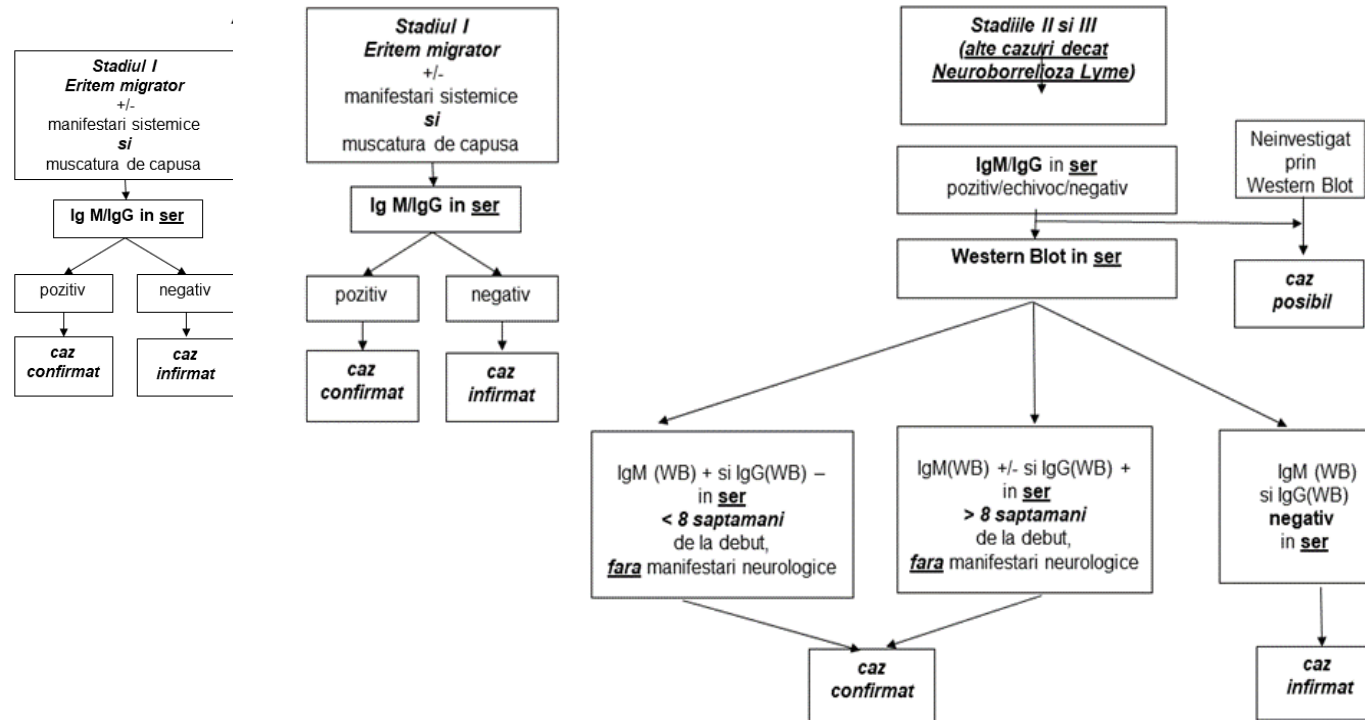 Stadiul I
Eritem migrator
+/-
manifestari sistemice
si
muscatura de capusa
Ig M/IgG in ser
pozitiv
negativ
caz
confirmat
caz
infirmat
Stadiul I
Eritem migrator
+/-
manifestari sistemice
si
muscatura de capusa
Ig M/IgG in ser
pozitiv
negativ
caz
confirmat
caz
infirmat
Stadiile II si III
(alte cazuri decat
Neuroborrelioza Lyme)
IgM/IgG in ser
pozitiv/echivoc/negativ
Neinvestigat
prin
Western Blot
Western Blot in ser
caz
posibil
IgM (WB) + si IgG(WB) –
in ser
< 8 saptamani
de la debut,
fara manifestari neurologice
IgM(WB) +/- si IgG(WB) +
in ser
> 8 saptamani
de la debut,
fara manifestari neurologice
IgM (WB)
si IgG(WB)
negativ
in ser
caz
confirmat
caz
infirmat